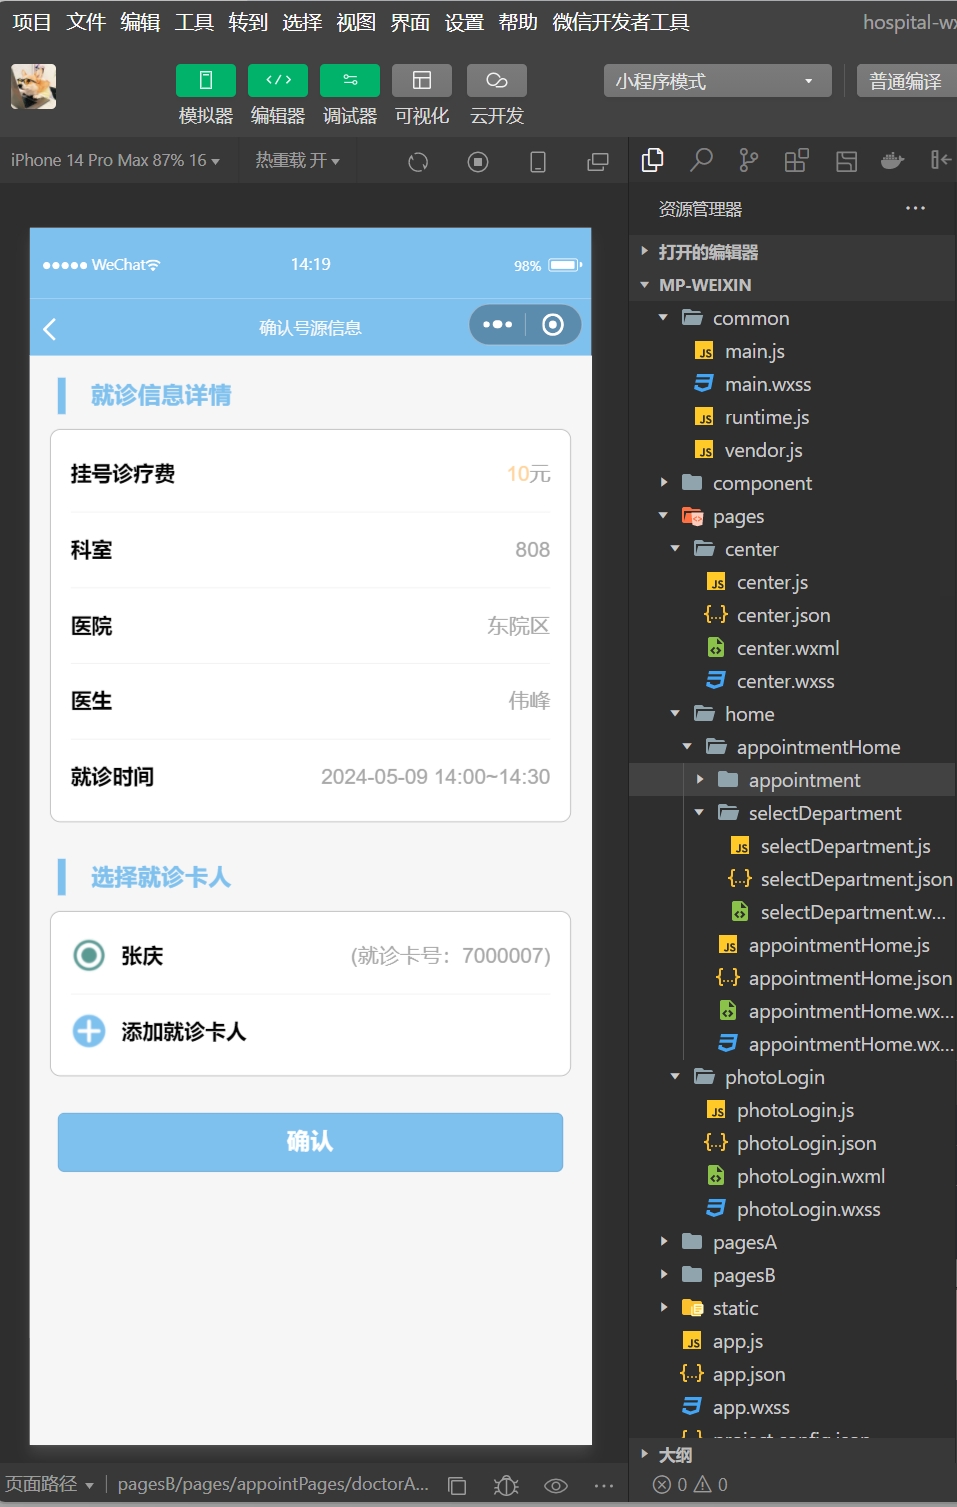 项目 文件 编辑 工具 转到 选择 视图 界面 设置 帮助 微信开发者工具 hospital-wx
模拟器 编辑器 调试器 可视化 云开发
小程序模式
普通编译
iPhone 14 Pro Max 87% 16
热重载 开
资源管理器
打开的编辑器
MP-WEIXIN
common
main.js
main.wxss
runtime.js
vendor.js
component
pages
center
center.js
center.json
center.wxml
center.wxss
home
appointmentHome
appointment
selectDepartment
selectDepartment.js
selectDepartment.json
selectDepartment.w...
appointmentHome.js
appointmentHome.json
appointmentHome.wx...
appointmentHome.wx...
photoLogin
photoLogin.js
photoLogin.json
photoLogin.wxml
photoLogin.wxss
pagesA
pagesB
static
app.js
app.json
app.wxss
project.config.json
大纲
0 0
WeChat 14:19 98%
确认号源信息
就诊信息详情
挂号诊疗费 10元
科室 808
医院 东院区
医生 伟峰
就诊时间 2024-05-09 14:00~14:30
选择就诊卡人
张庆 (就诊卡号：7000007)
添加就诊卡人
确认
页面路径 pagesB/pages/appointPages/doctorA...